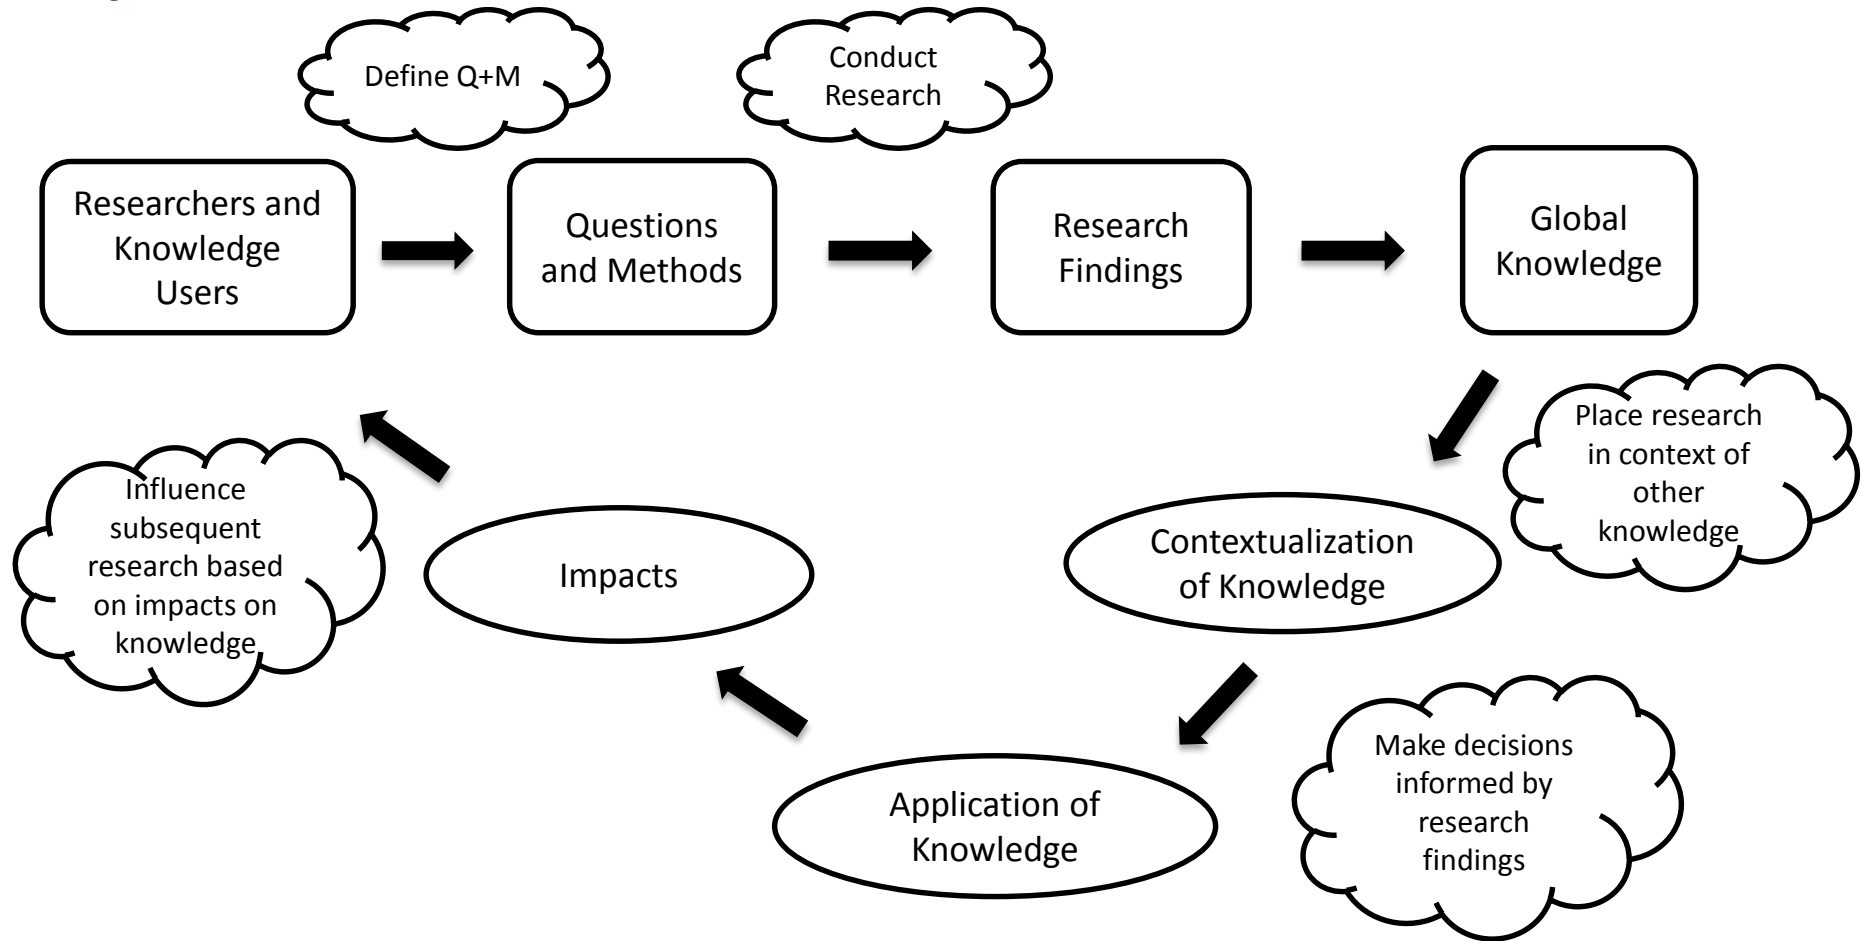 Define Q+M
Conduct
Research
Researchers and
Knowledge
Users
Questions
and Methods
Research
Findings
Global
Knowledge
Place research
in context of
other
knowledge
Contextualization
of Knowledge
Influence
subsequent
research based
on impacts on
knowledge
Impacts
Make decisions
informed by
research
findings
Application of
Knowledge